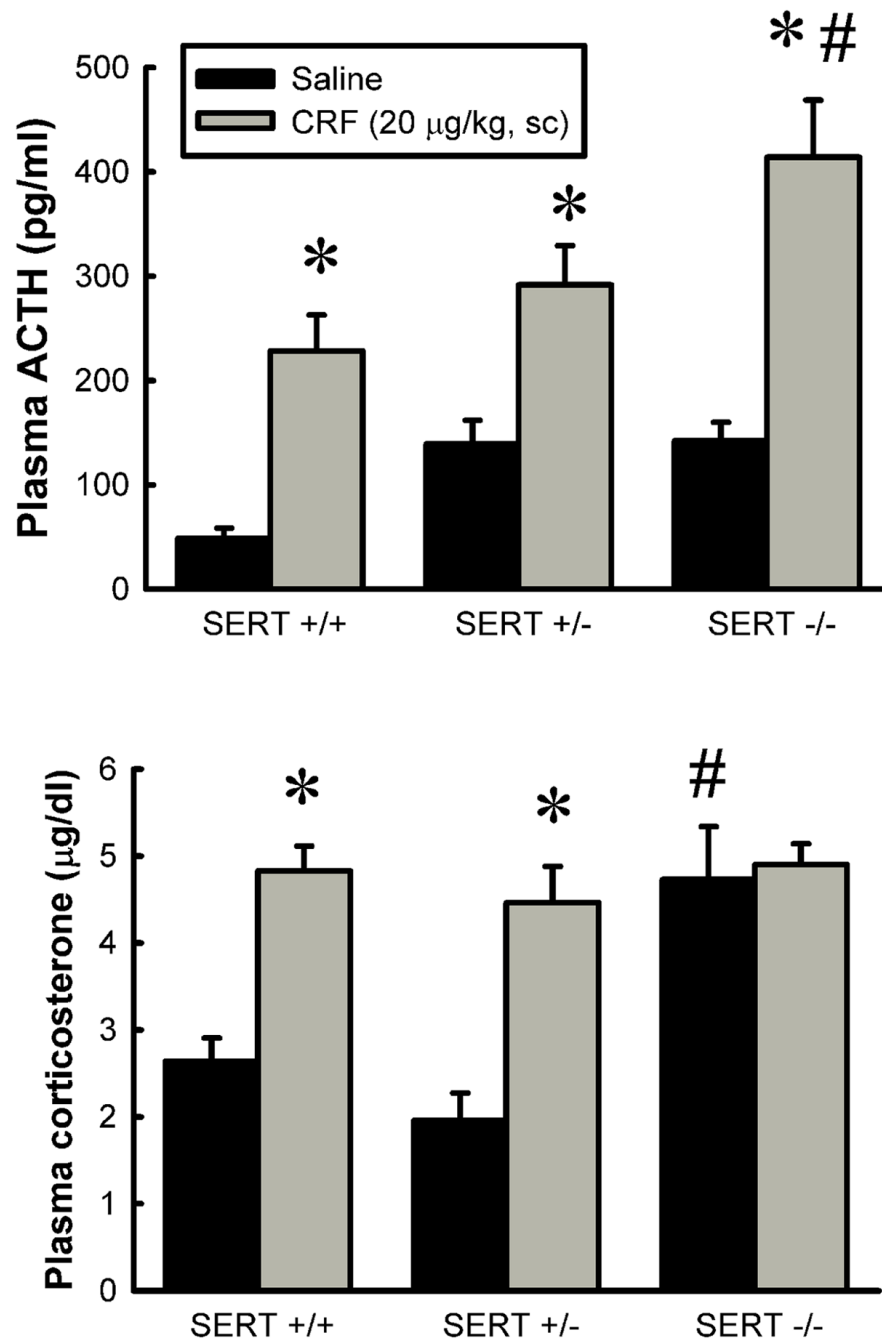 * #
500
Saline
CRF (20 μg/kg, sc)
400
*
*
300
200
100
0
Plasma ACTH (pg/ml)
SERT +/+ SERT +/- SERT -/-
6
* * #
5
4
3
2
1
0
Plasma corticosterone (μg/dl)
SERT +/+ SERT +/- SERT -/-